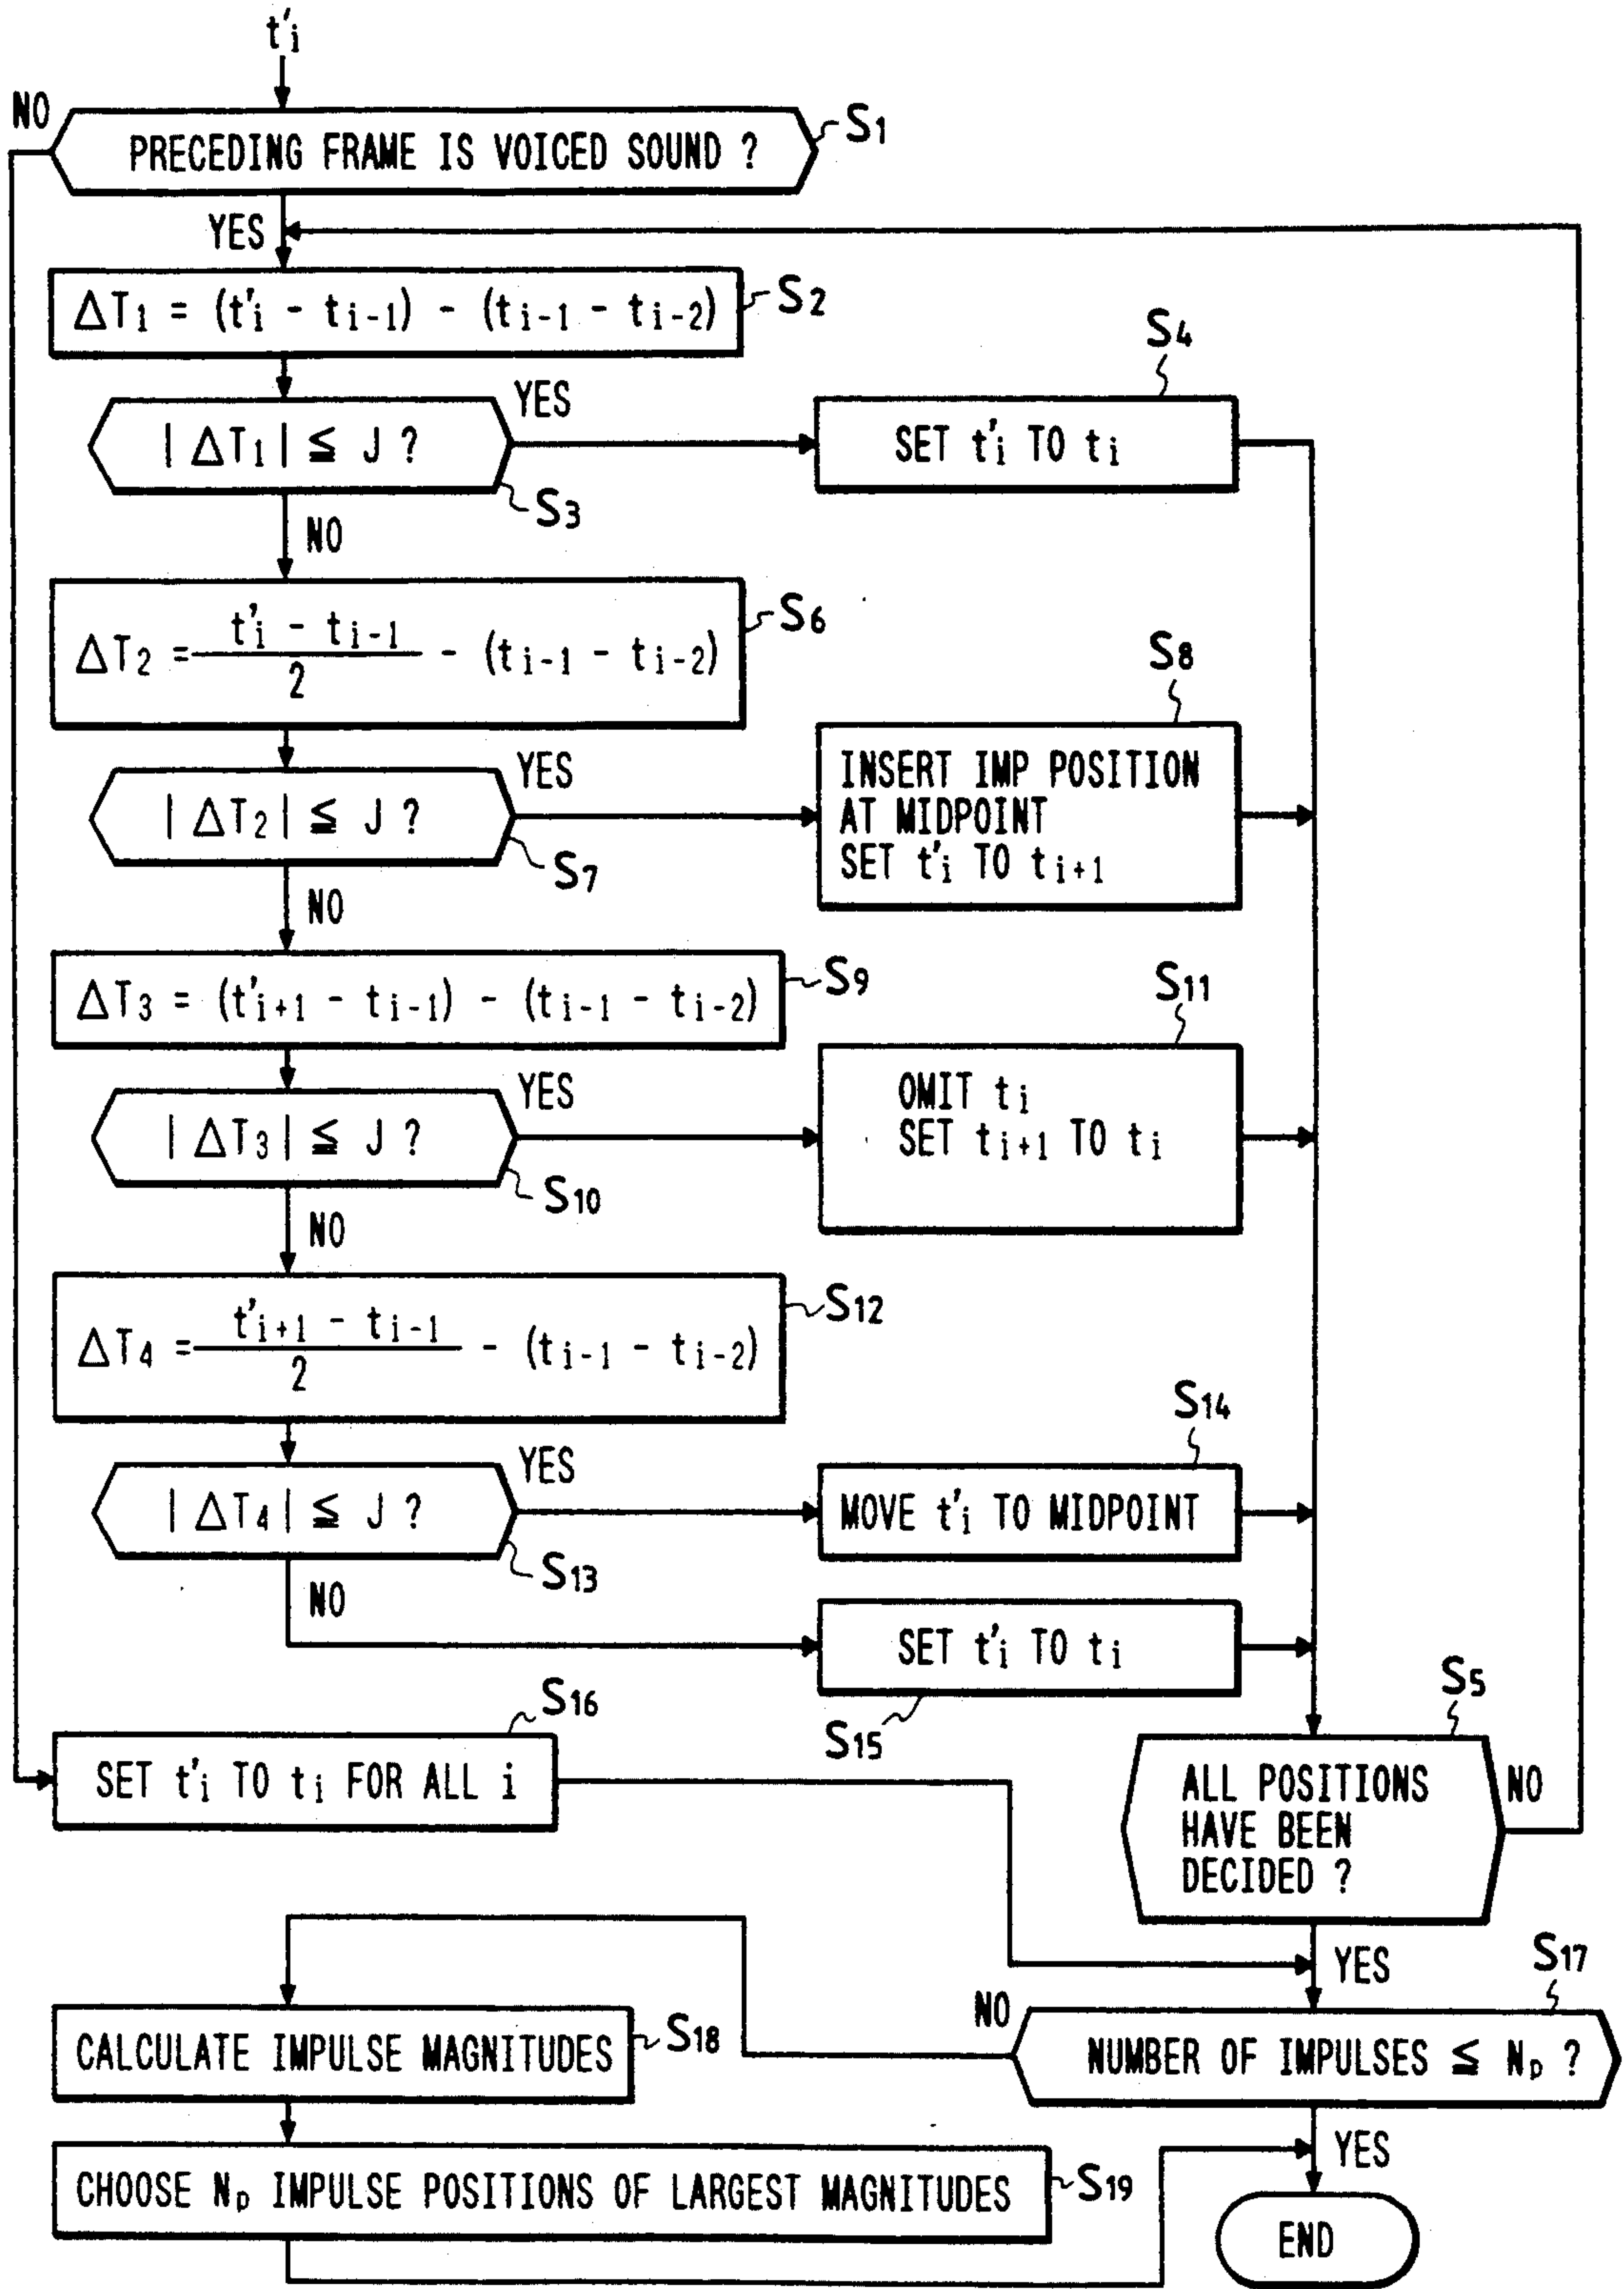 t'i
NO
PRECEDING FRAME IS VOICED SOUND ?
S1
YES
ΔT1 = (t'i - ti-1) - (ti-1 - ti-2)
S2
| ΔT1 | ≦ J ?
YES
S3
NO
S4
SET t'i TO ti
ΔT2 = t'i - ti-1 / 2 - (ti-1 - ti-2)
S6
| ΔT2 | ≦ J ?
YES
S7
NO
S8
INSERT IMP POSITION
AT MIDPOINT
SET t'i TO ti+1
ΔT3 = (t'i+1 - ti-1) - (ti-1 - ti-2)
S9
| ΔT3 | ≦ J ?
YES
S10
NO
S11
OMIT ti
SET ti+1 TO ti
ΔT4 = t'i+1 - ti-1 / 2 - (ti-1 - ti-2)
S12
| ΔT4 | ≦ J ?
YES
S13
NO
S14
MOVE t'i TO MIDPOINT
SET t'i TO ti
S15
S16
SET t'i TO ti FOR ALL i
S5
ALL POSITIONS
HAVE BEEN
DECIDED ?
NO
YES
S17
NO
NUMBER OF IMPULSES ≦ Np ?
YES
CALCULATE IMPULSE MAGNITUDES
S18
CHOOSE Np IMPULSE POSITIONS OF LARGEST MAGNITUDES
S19
END